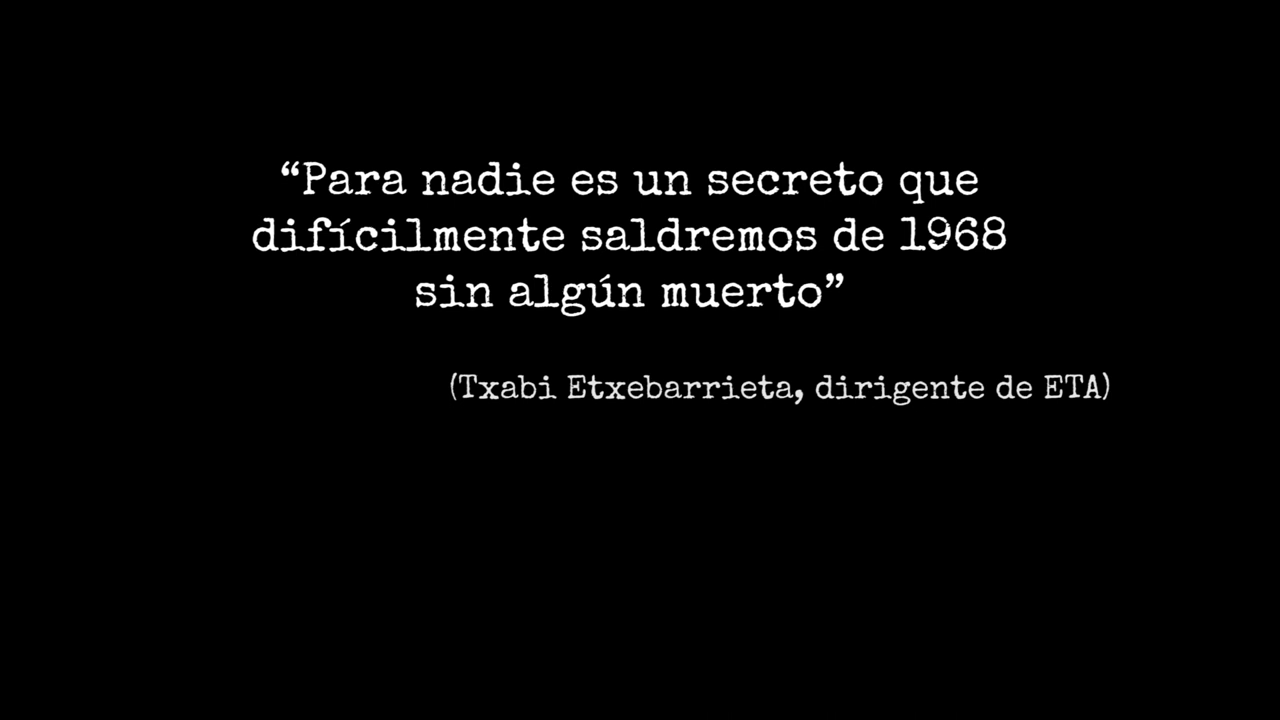 “Para nadie es un secreto que
difícilmente saldremos de 1968
sin algún muerto”
(Txabi Etxebarrieta, dirigente de ETA)